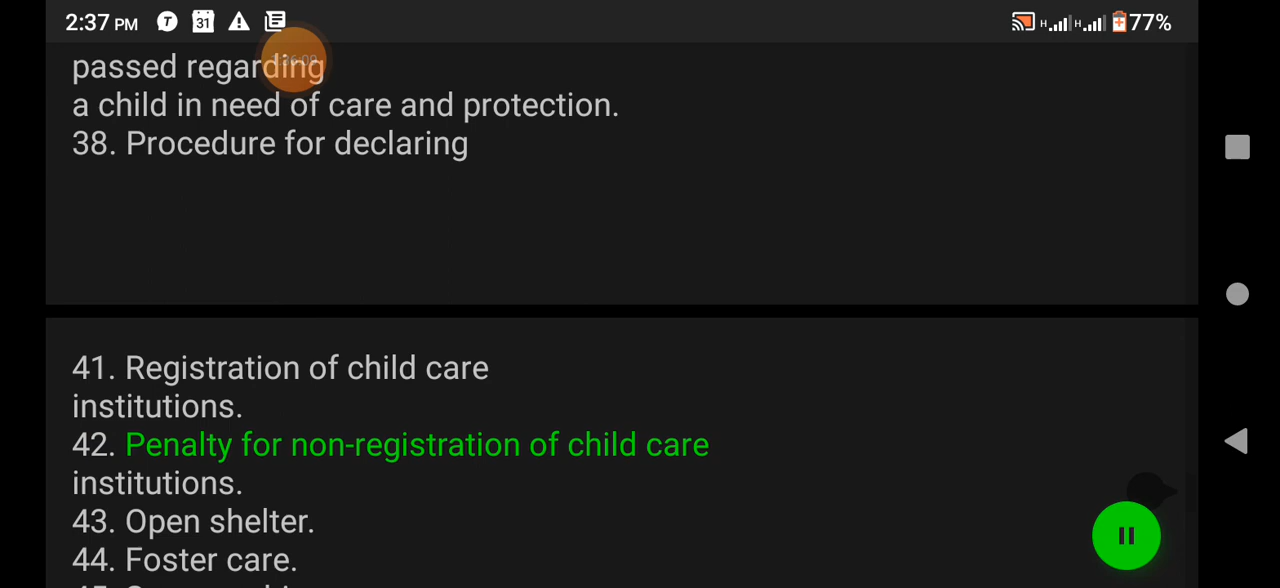 2:37 PM T 31 77%
passed regarding
a child in need of care and protection.
38. Procedure for declaring
41. Registration of child care
institutions.
42. Penalty for non-registration of child care
institutions.
43. Open shelter.
44. Foster care.